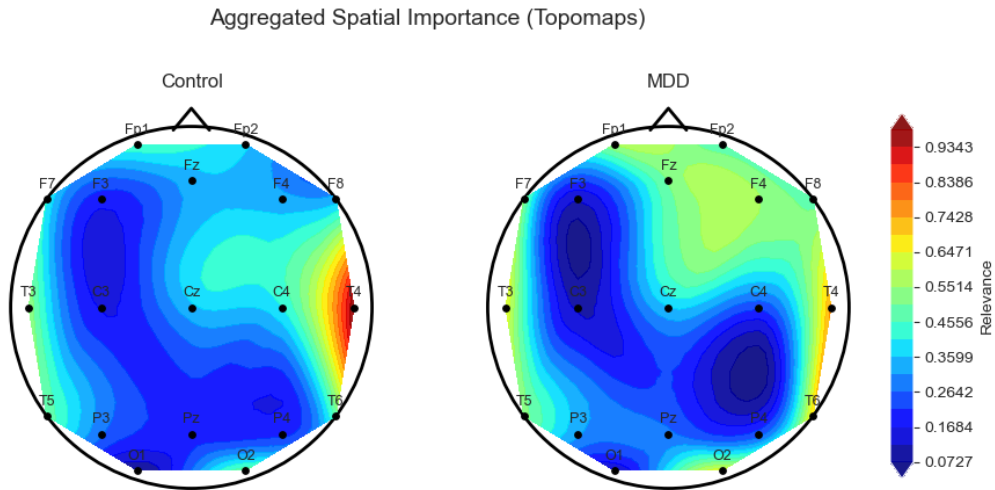 Aggregated Spatial Importance (Topomaps)
Control
MDD
Fp1 Fp2
Fz
F7 F3 F4 F8
T3 C3 Cz C4 T4
T5 P3 Pz P4 T6
O1 O2
Fp1 Fp2
Fz
F7 F3 F4 F8
T3 C3 Cz C4 T4
T5 P3 Pz P4 T6
O1 O2
0.9343
0.8386
0.7428
0.6471
0.5514
0.4556
0.3599
0.2642
0.1684
0.0727
Relevance